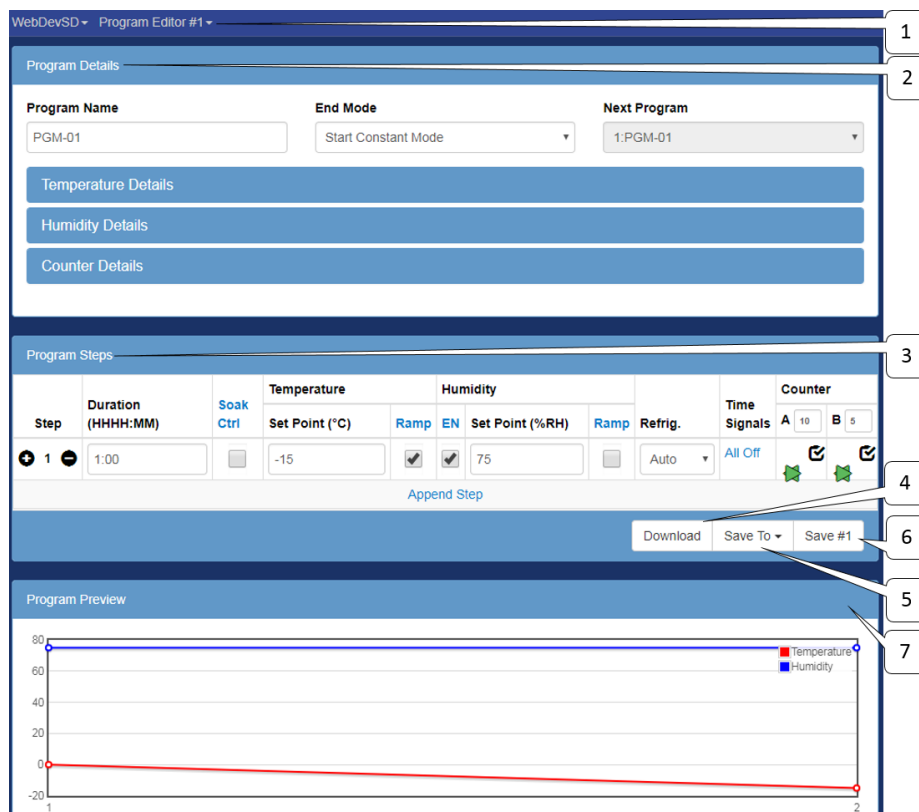 WebDevSD Program Editor #1
1
Program Details
2
Program Name End Mode Next Program
PGM-01 Start Constant Mode 1:PGM-01
Temperature Details
Humidity Details
Counter Details
Program Steps
3
Step Duration (HHHH:MM) Soak Ctrl Temperature Humidity Refrig. Time Signals Counter
Set Point (°C) Ramp EN Set Point (%RH) Ramp A 10 B 5
1 1:00 -15 75 Auto All Off
Append Step
4
Download Save To Save #1
6
5
Program Preview
7
80
Temperature
Humidity
60
40
20
0
-20
1 2